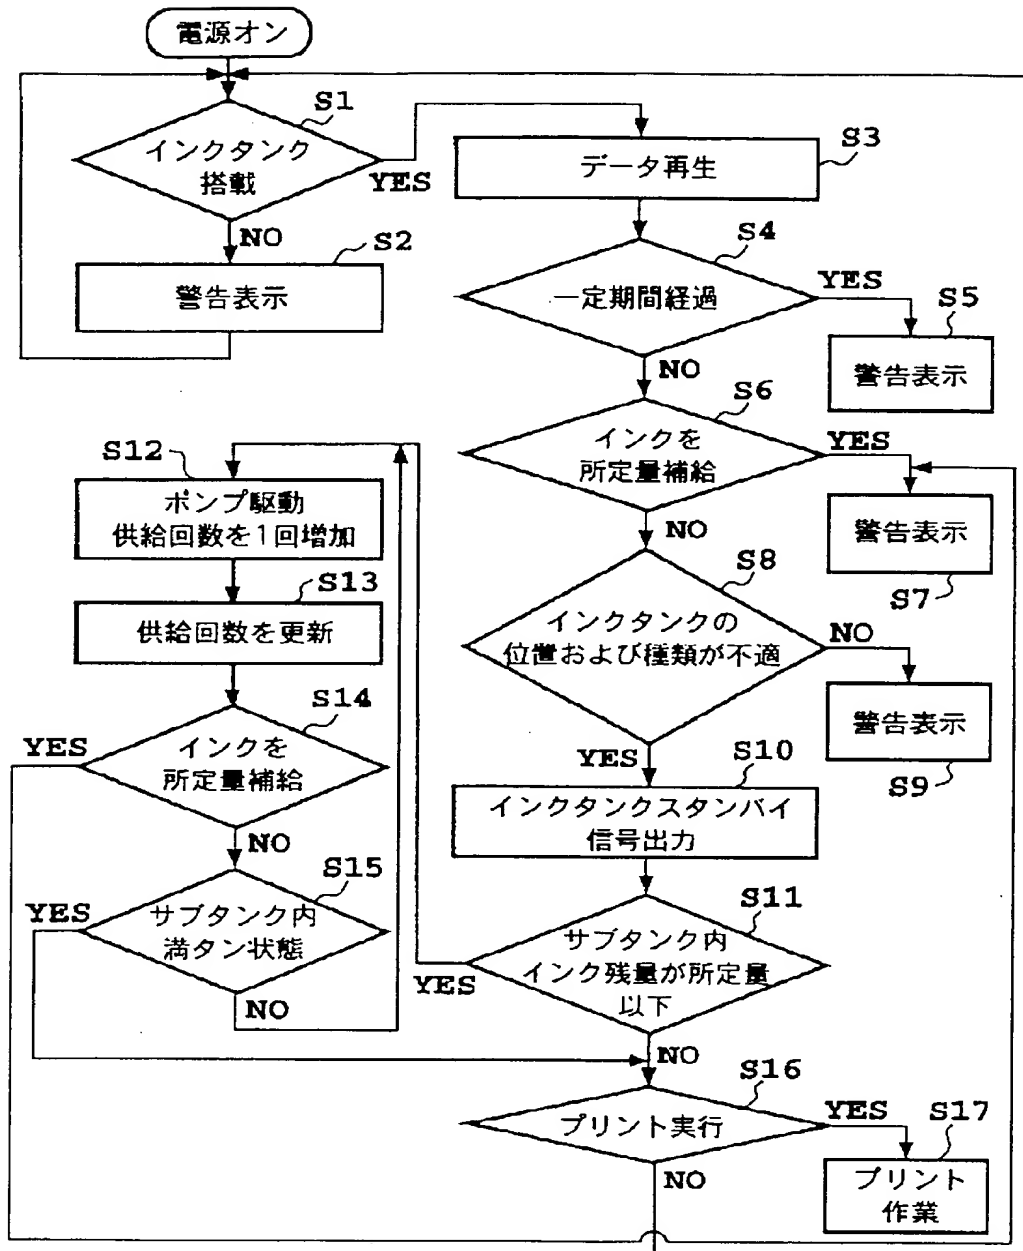 電源オン
S1
インクタンク
搭載
YES
NO
S2
警告表示
S3
データ再生
S4
一定期間経過
YES
NO
S5
警告表示
S6
インクを
所定量補給
YES
NO
警告表示
S7
S8
インクタンクの
位置および種類が不適
NO
YES
警告表示
S9
S10
インクタンクスタンバイ
信号出力
S11
サブタンク内
インク残量が所定量
以下
YES
NO
S12
ポンプ駆動
供給回数を1回増加
S13
供給回数を更新
S14
インクを
所定量補給
YES
NO
S15
サブタンク内
満タン状態
YES
NO
S16
プリント実行
YES
NO
S17
プリント
作業